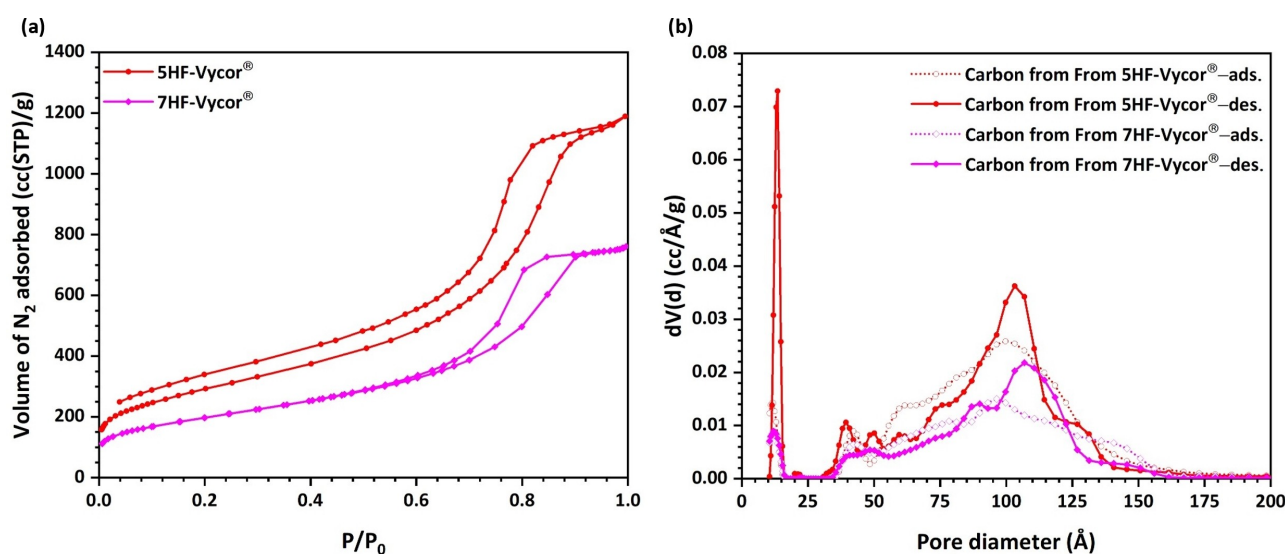 (a)
1400
1200
1000
800
600
400
200
0
0.0 0.2 0.4 0.6 0.8 1.0
Volume of N₂ adsorbed (cc(STP)/g)
P/P₀
5HF-Vycor®
7HF-Vycor®
(b)
0.08
0.07
0.06
0.05
0.04
0.03
0.02
0.01
0.00
0 25 50 75 100 125 150 175 200
dV(d) (cc/Å/g)
Pore diameter (Å)
Carbon from From 5HF-Vycor®–ads.
Carbon from From 5HF-Vycor®–des.
Carbon from From 7HF-Vycor®–ads.
Carbon from From 7HF-Vycor®–des.